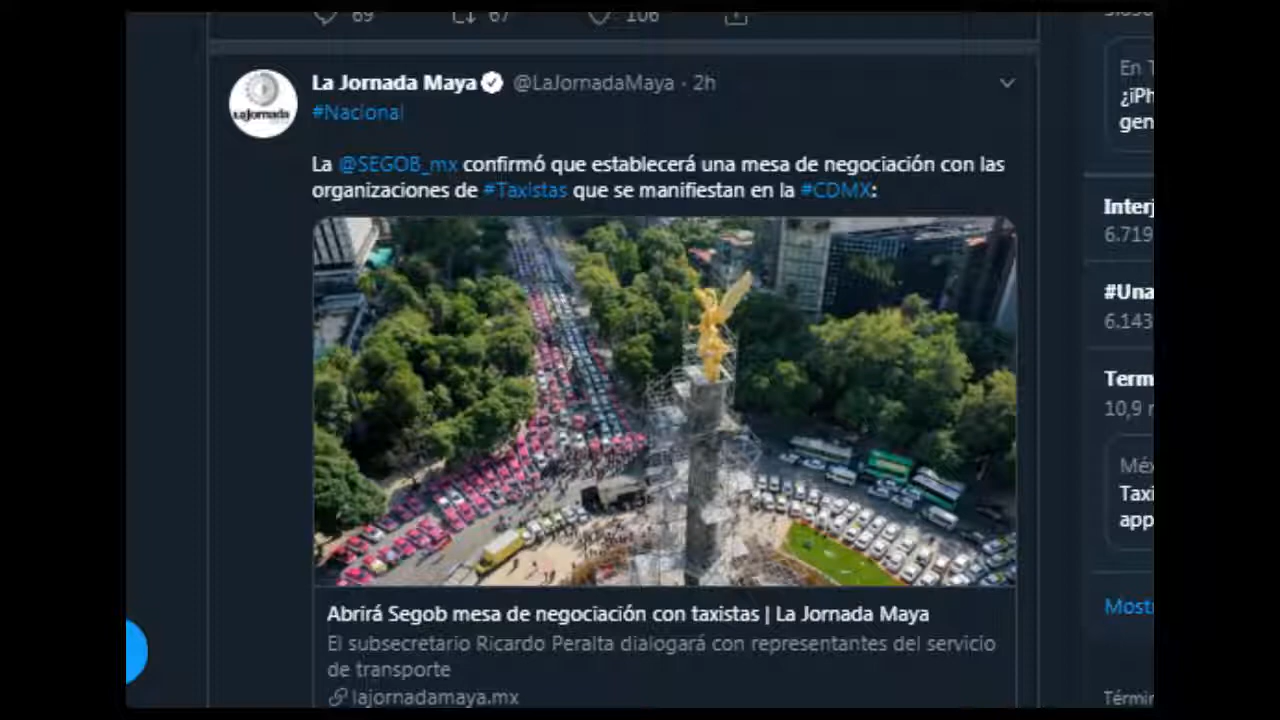 69 67 106
La Jornada Maya @LaJornadaMaya · 2h
#Nacional
La @SEGOB_mx confirmó que establecerá una mesa de negociación con las
organizaciones de #Taxistas que se manifiestan en la #CDMX:
Abrirá Segob mesa de negociación con taxistas | La Jornada Maya
El subsecretario Ricardo Peralta dialogará con representantes del servicio
de transporte
lajornadamaya.mx
La Jornada
En T
¿iPh
gen
Interj
6.719
#Una
6.143
Term
10,9 m
Méx
Taxi
app
Most
Térmi